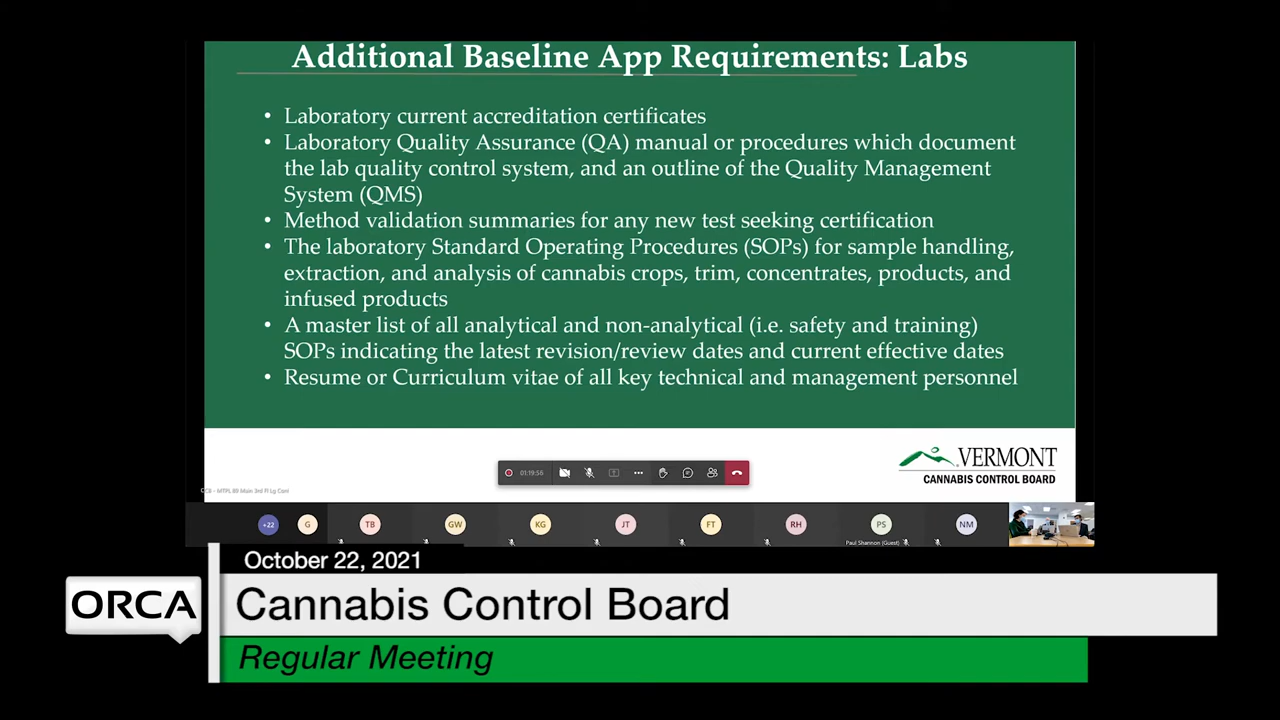 Additional Baseline App Requirements: Labs
• Laboratory current accreditation certificates
• Laboratory Quality Assurance (QA) manual or procedures which document
the lab quality control system, and an outline of the Quality Management
System (QMS)
• Method validation summaries for any new test seeking certification
• The laboratory Standard Operating Procedures (SOPs) for sample handling,
extraction, and analysis of cannabis crops, trim, concentrates, products, and
infused products
• A master list of all analytical and non-analytical (i.e. safety and training)
SOPs indicating the latest revision/review dates and current effective dates
• Resume or Curriculum vitae of all key technical and management personnel
01:19:56
VERMONT
CANNABIS CONTROL BOARD
+22
G
TB
GW
KG
JT
FT
RH
PS
NM
Paul Shannon (Guest)
October 22, 2021
ORCA
Cannabis Control Board
Regular Meeting